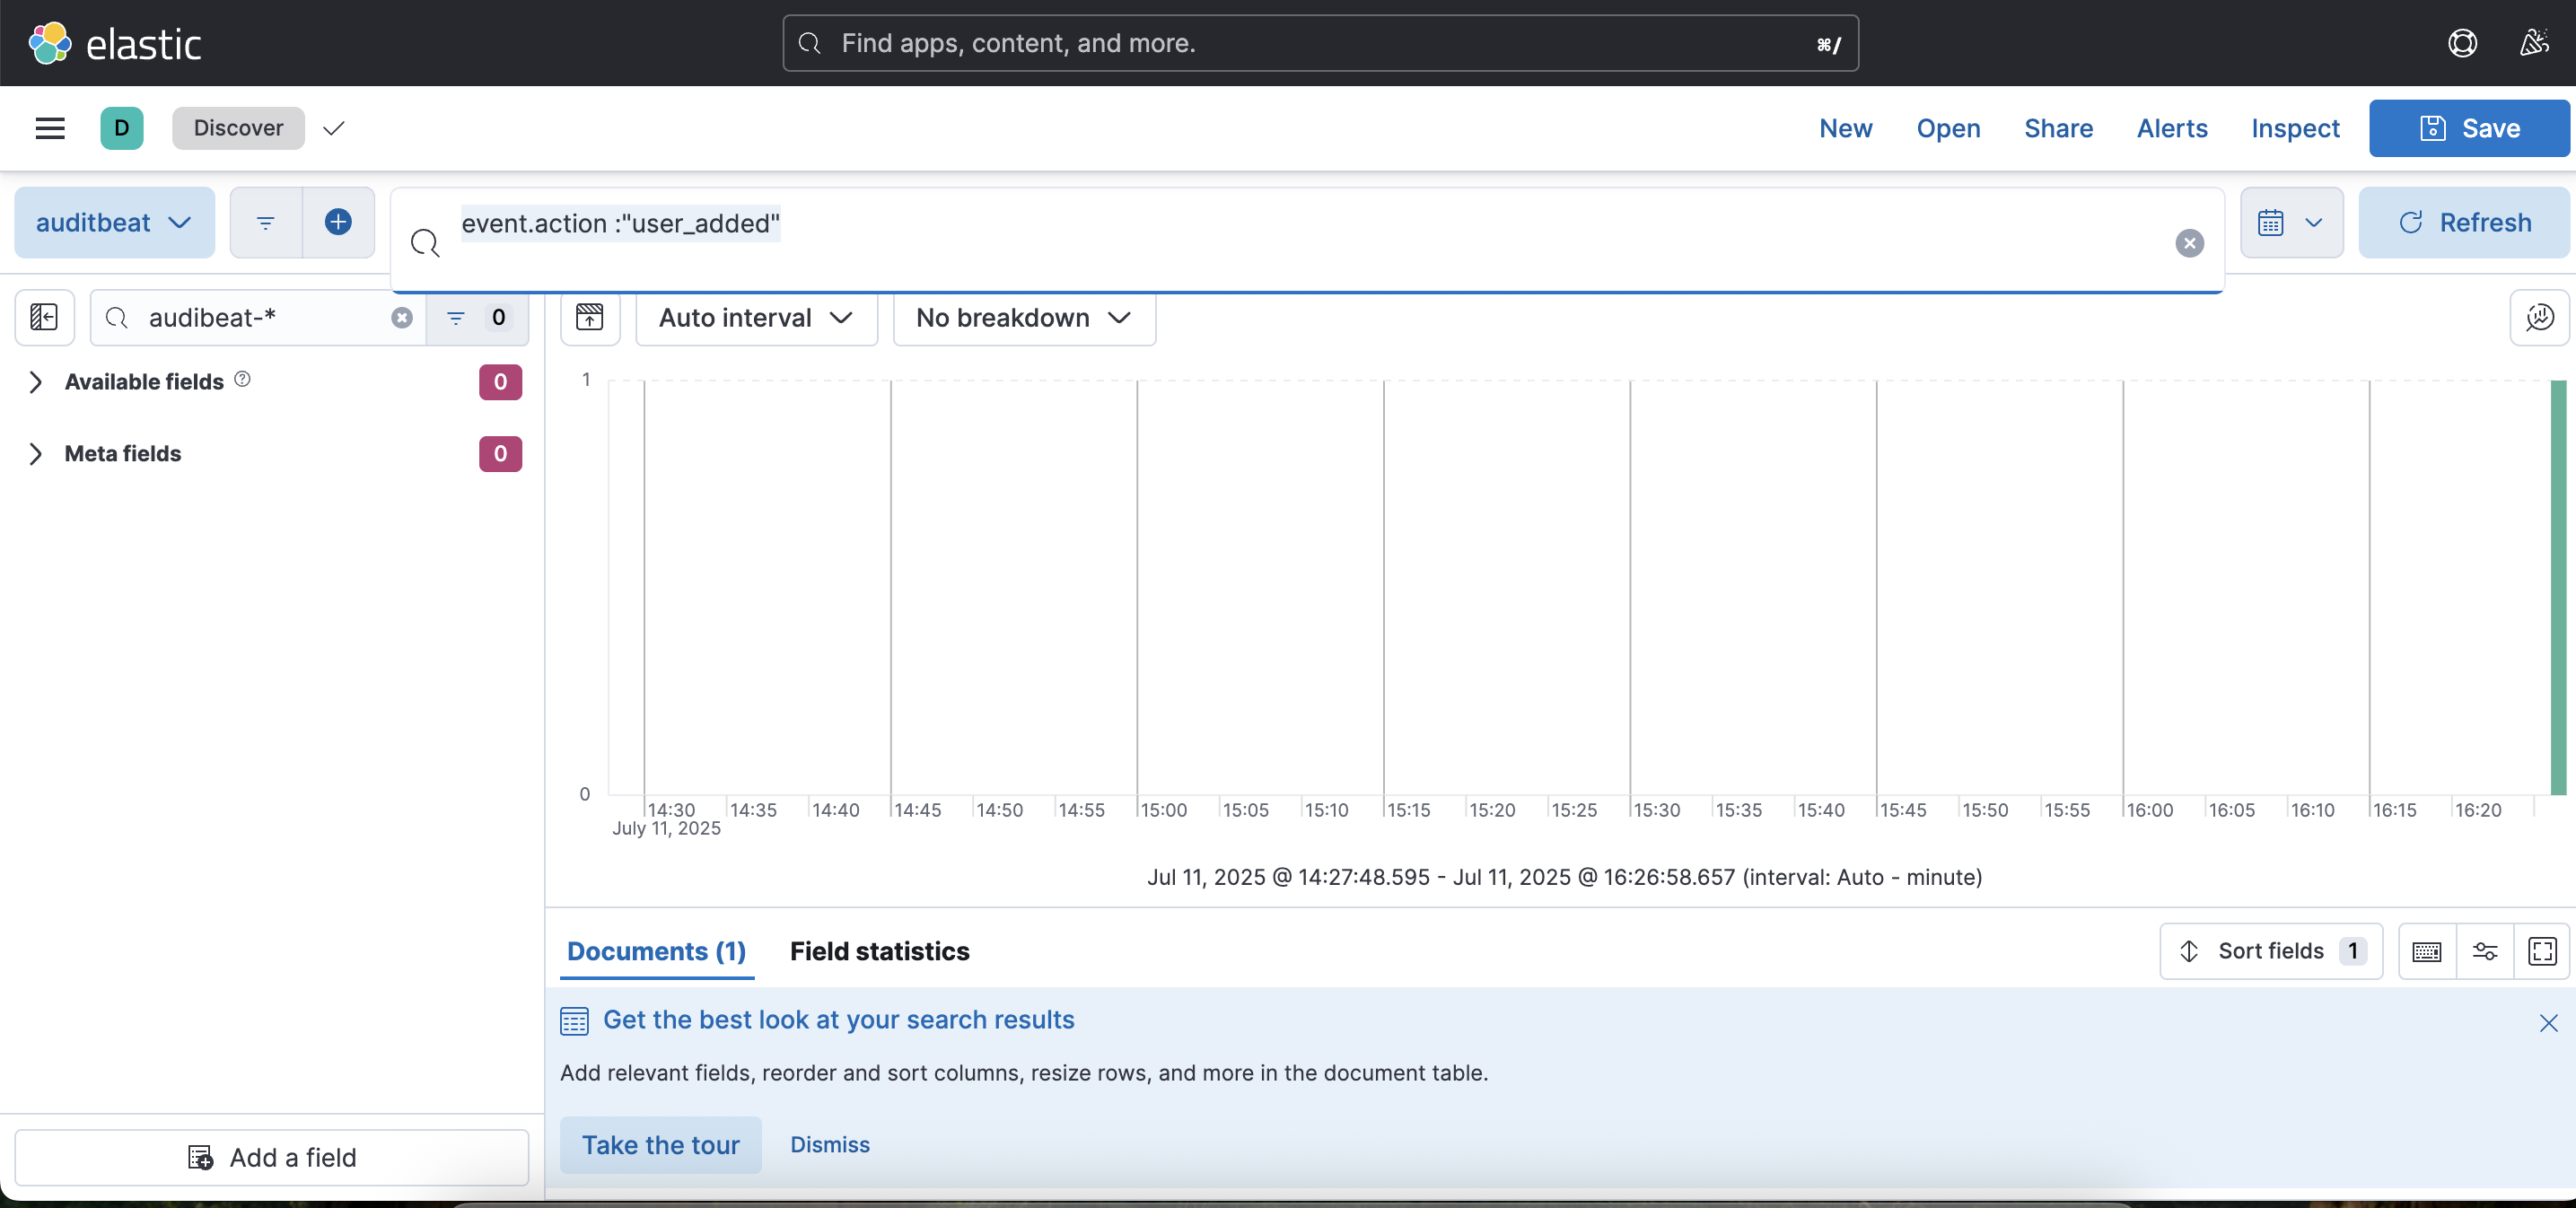 elastic
Find apps, content, and more.
⌘/
D
Discover
New
Open
Share
Alerts
Inspect
Save
auditbeat
event.action :"user_added"
Refresh
audibeat-*
0
Auto interval
No breakdown
Available fields
0
Meta fields
0
1
0
14:30 14:35 14:40 14:45 14:50 14:55 15:00 15:05 15:10 15:15 15:20 15:25 15:30 15:35 15:40 15:45 15:50 15:55 16:00 16:05 16:10 16:15 16:20
July 11, 2025
Jul 11, 2025 @ 14:27:48.595 - Jul 11, 2025 @ 16:26:58.657 (interval: Auto - minute)
Documents (1)
Field statistics
Sort fields 1
Get the best look at your search results
Add relevant fields, reorder and sort columns, resize rows, and more in the document table.
Take the tour
Dismiss
Add a field